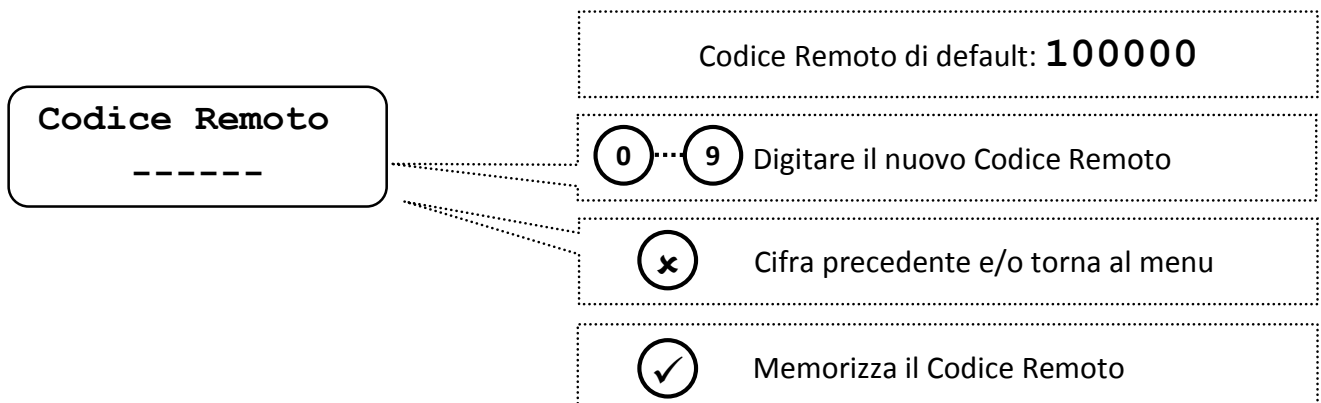 Codice Remoto di default: 100000
Codice Remoto
------
0 .... 9 Digitare il nuovo Codice Remoto
× Cifra precedente e/o torna al menu
✓ Memorizza il Codice Remoto